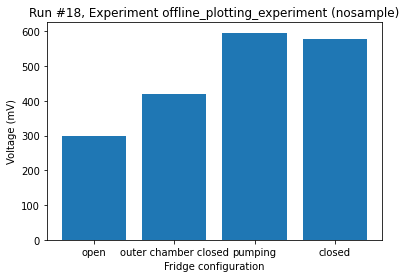 Run #18, Experiment offline_plotting_experiment (nosample)
Voltage (mV)
600
500
400
300
200
100
0
open outer chamber closed pumping closed
Fridge configuration